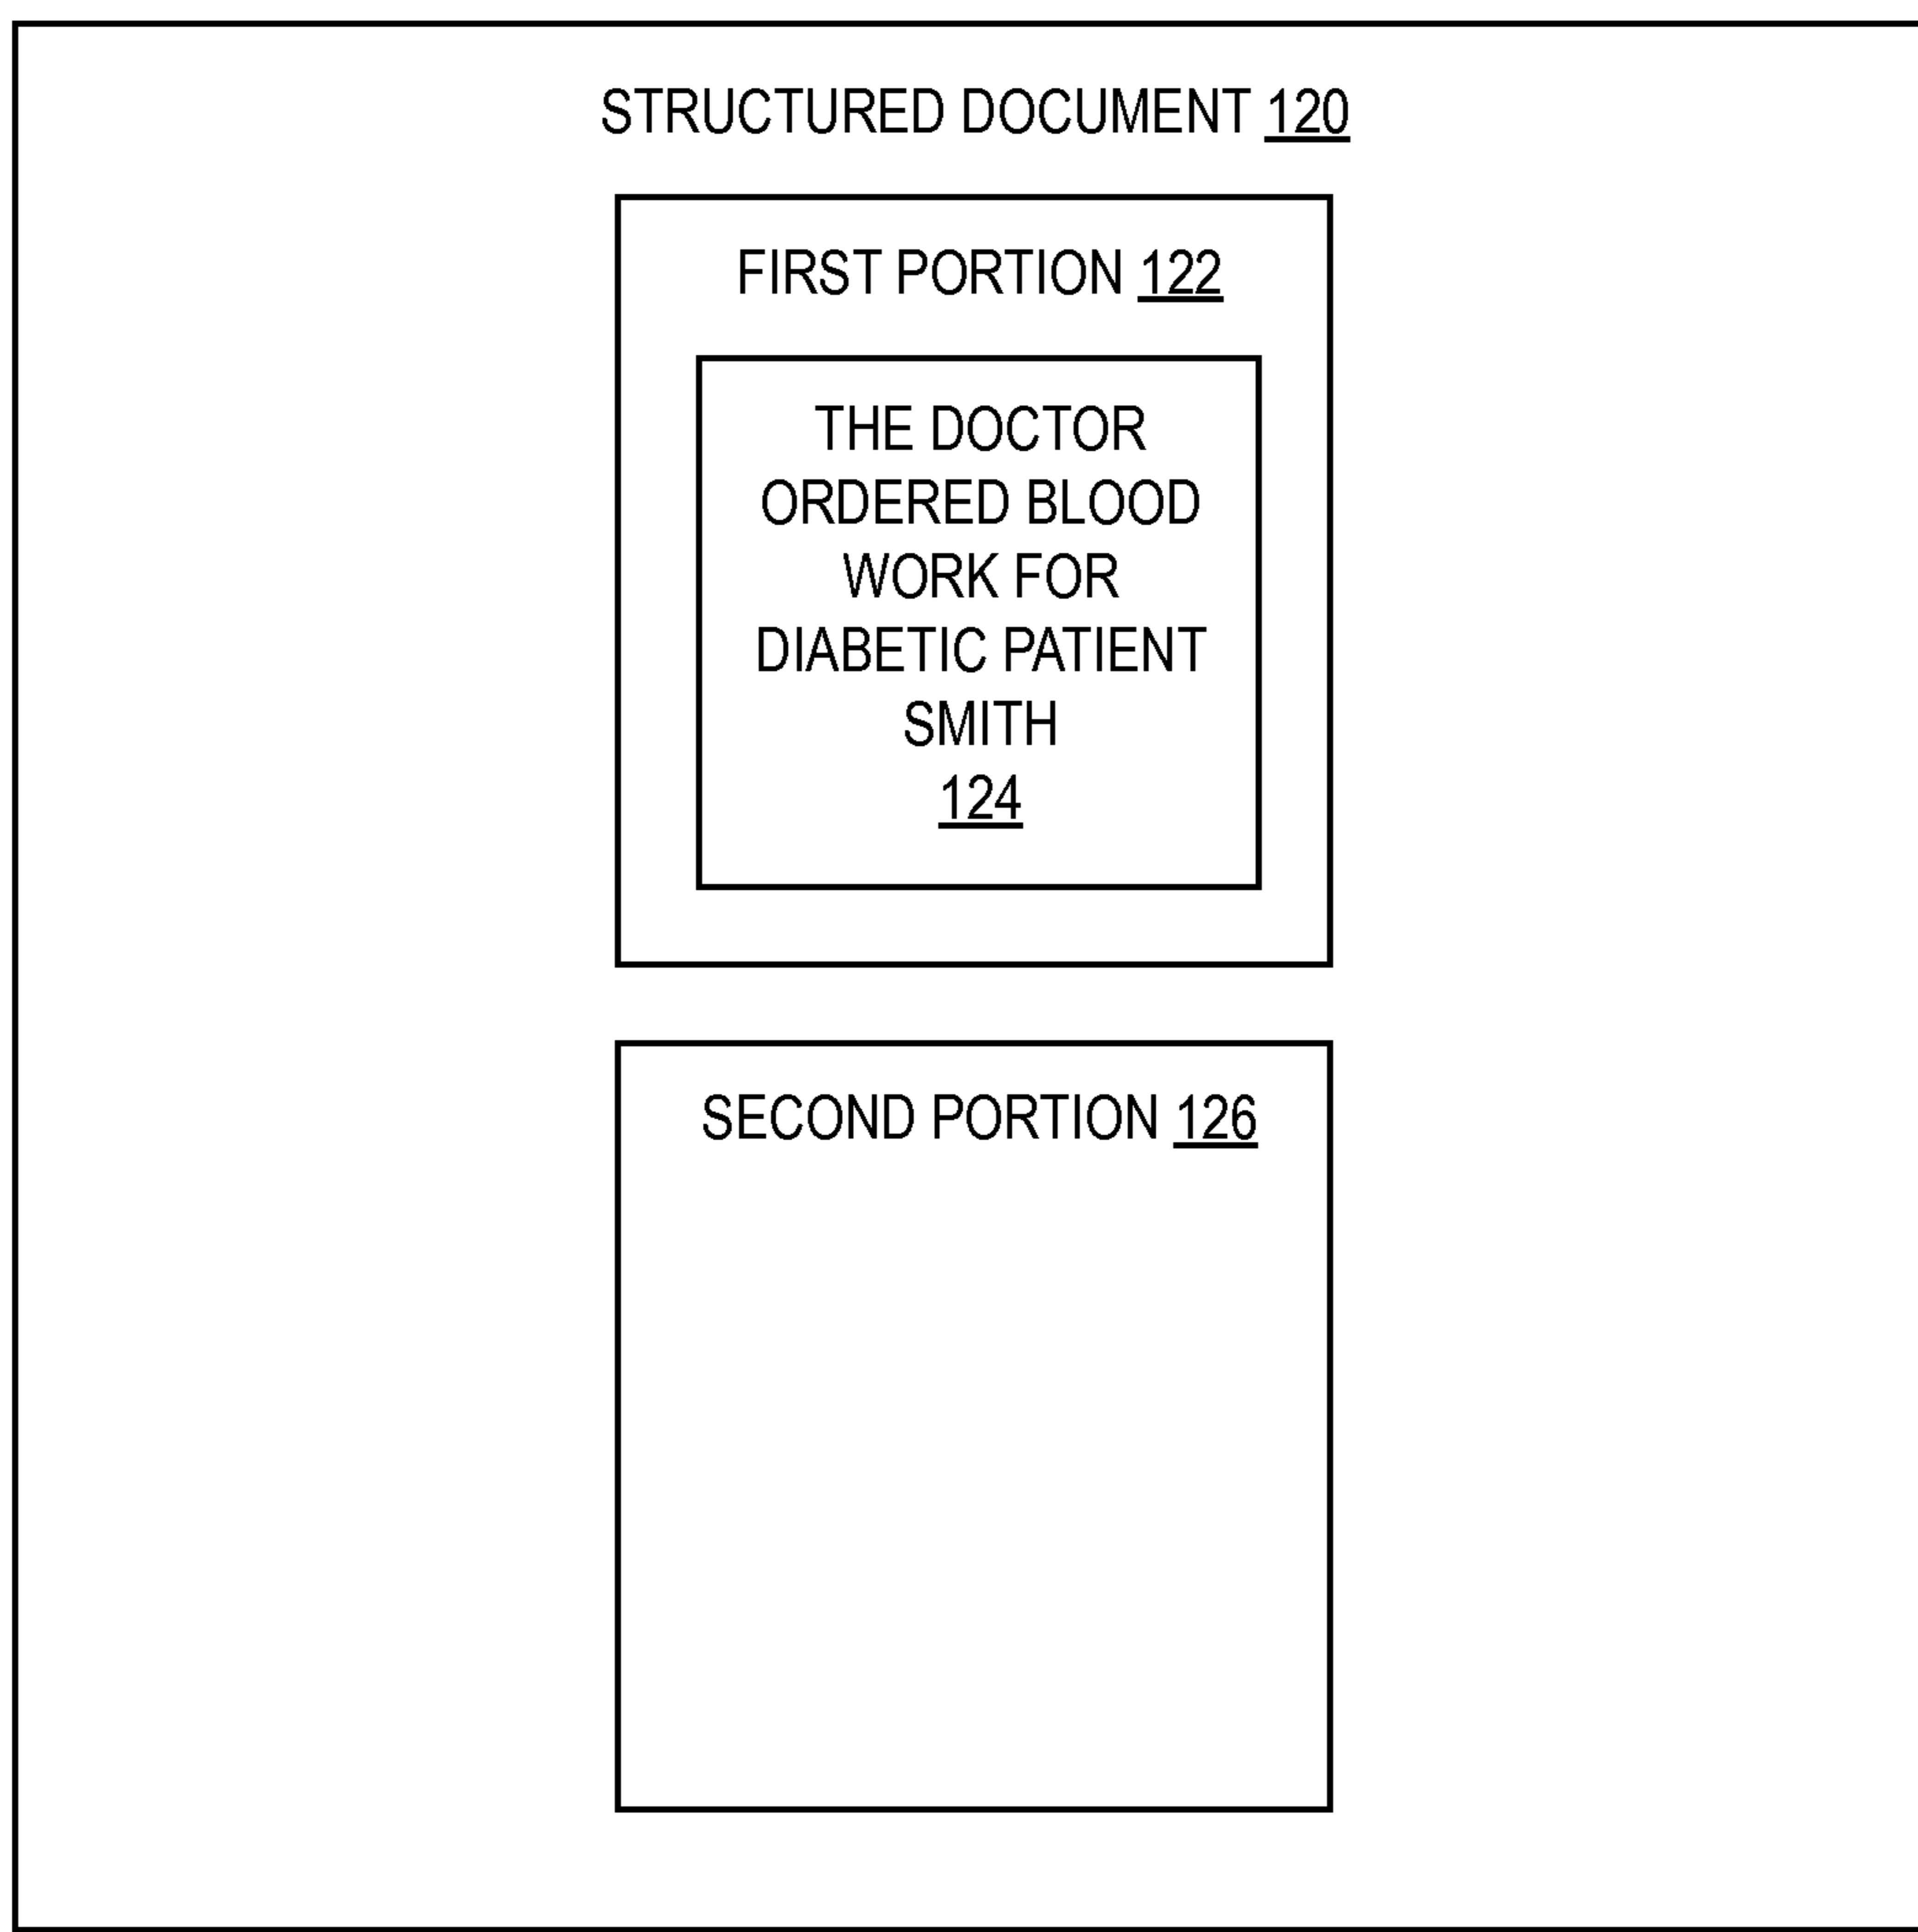 STRUCTURED DOCUMENT 120
FIRST PORTION 122
THE DOCTOR
ORDERED BLOOD
WORK FOR
DIABETIC PATIENT
SMITH
124
SECOND PORTION 126